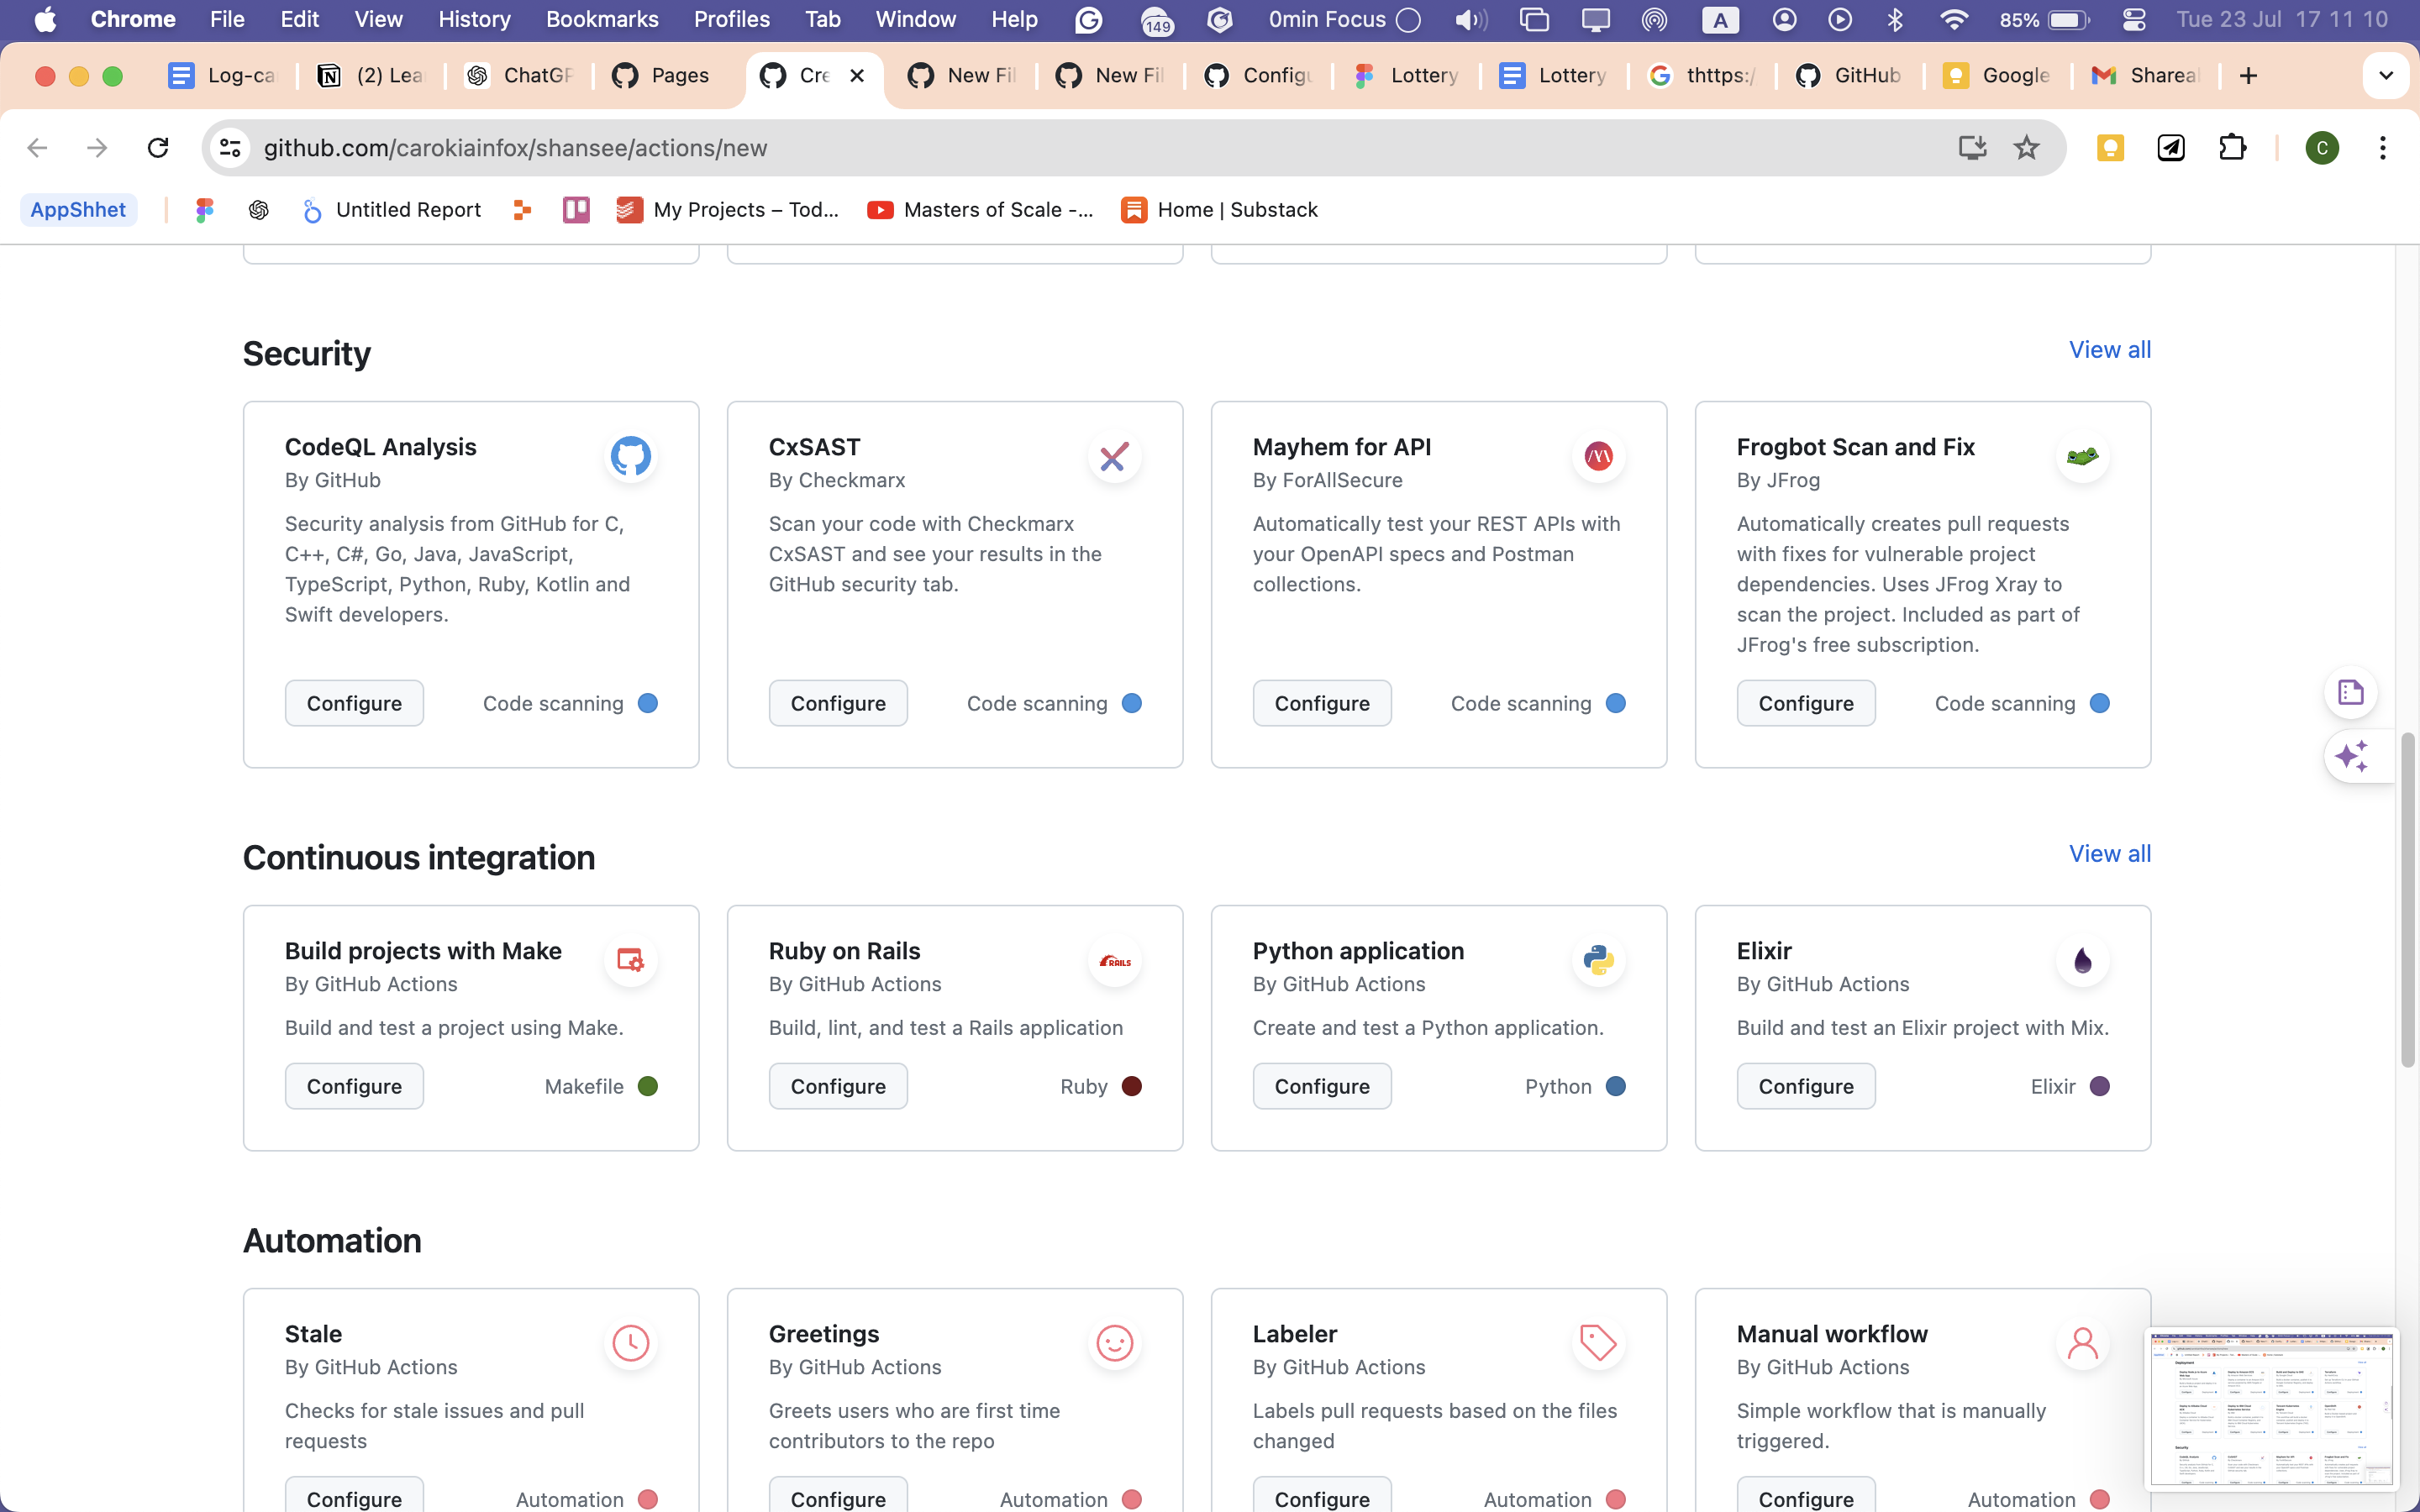 Chrome File Edit View History Bookmarks Profiles Tab Window Help 149 0min Focus A 85% Tue 23 Jul 17 11 10
Log-ca (2) Lea ChatGP Pages Cre New Fil New Fil Configu Lottery Lottery thttps:/ GitHub Google Shareal
github.com/carokiainfox/shansee/actions/new C
AppShhet Untitled Report My Projects – Tod... Masters of Scale -... Home | Substack
Security View all
CodeQL Analysis
By GitHub
Security analysis from GitHub for C,
C++, C#, Go, Java, JavaScript,
TypeScript, Python, Ruby, Kotlin and
Swift developers.
Configure Code scanning
CxSAST
By Checkmarx
Scan your code with Checkmarx
CxSAST and see your results in the
GitHub security tab.
Configure Code scanning
Mayhem for API
By ForAllSecure
Automatically test your REST APIs with
your OpenAPI specs and Postman
collections.
Configure Code scanning
Frogbot Scan and Fix
By JFrog
Automatically creates pull requests
with fixes for vulnerable project
dependencies. Uses JFrog Xray to
scan the project. Included as part of
JFrog's free subscription.
Configure Code scanning
Continuous integration View all
Build projects with Make
By GitHub Actions
Build and test a project using Make.
Configure Makefile
Ruby on Rails
RAILS
By GitHub Actions
Build, lint, and test a Rails application
Configure Ruby
Python application
By GitHub Actions
Create and test a Python application.
Configure Python
Elixir
By GitHub Actions
Build and test an Elixir project with Mix.
Configure Elixir
Automation
Stale
By GitHub Actions
Checks for stale issues and pull
requests
Configure Automation
Greetings
By GitHub Actions
Greets users who are first time
contributors to the repo
Configure Automation
Labeler
By GitHub Actions
Labels pull requests based on the files
changed
Configure Automation
Manual workflow
By GitHub Actions
Simple workflow that is manually
triggered.
Configure Automation